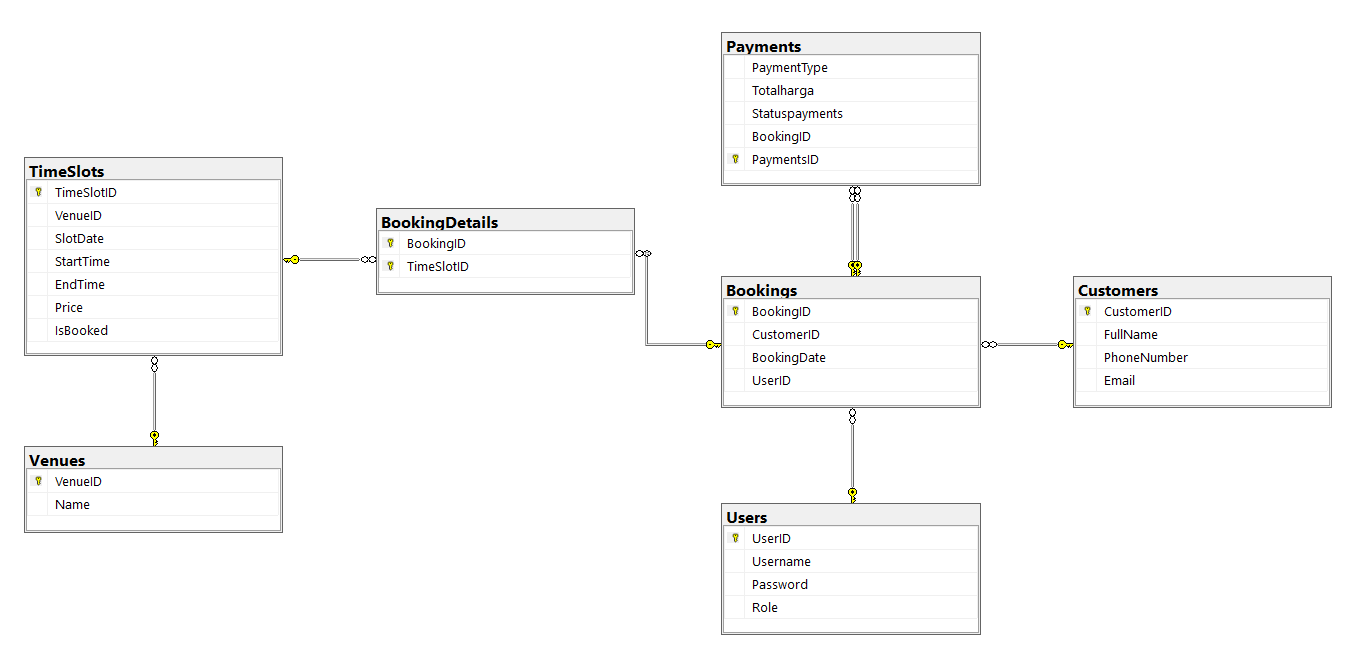 Payments
PaymentType
Totalharga
Statuspayments
BookingID
PaymentsID
TimeSlots
TimeSlotID
VenueID
SlotDate
StartTime
EndTime
Price
IsBooked
BookingDetails
BookingID
TimeSlotID
Bookings
BookingID
CustomerID
BookingDate
UserID
Customers
CustomerID
FullName
PhoneNumber
Email
Venues
VenueID
Name
Users
UserID
Username
Password
Role